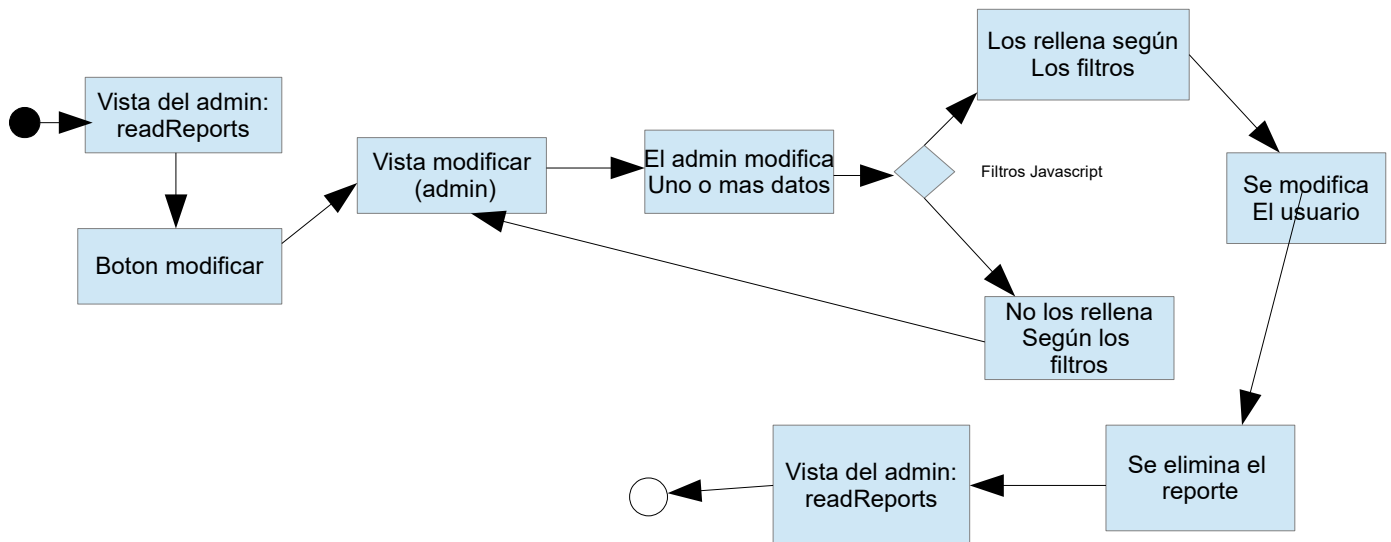 Vista del admin:
readReports
Boton modificar
Vista modificar
(admin)
El admin modifica
Uno o mas datos
Filtros Javascript
Los rellena según
Los filtros
No los rellena
Según los
filtros
Se modifica
El usuario
Se elimina el
reporte
Vista del admin:
readReports